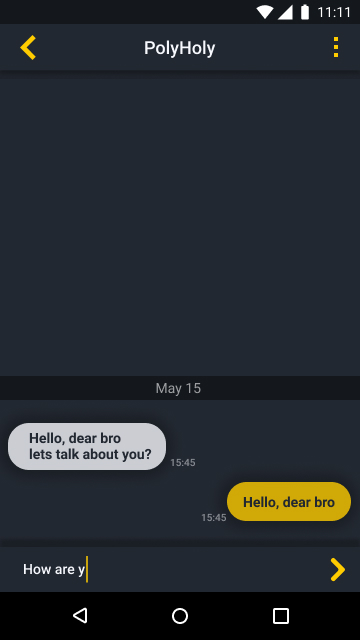 11:11
PolyHoly
May 15
Hello, dear bro
lets talk about you?
15:45
Hello, dear bro
15:45
How are y